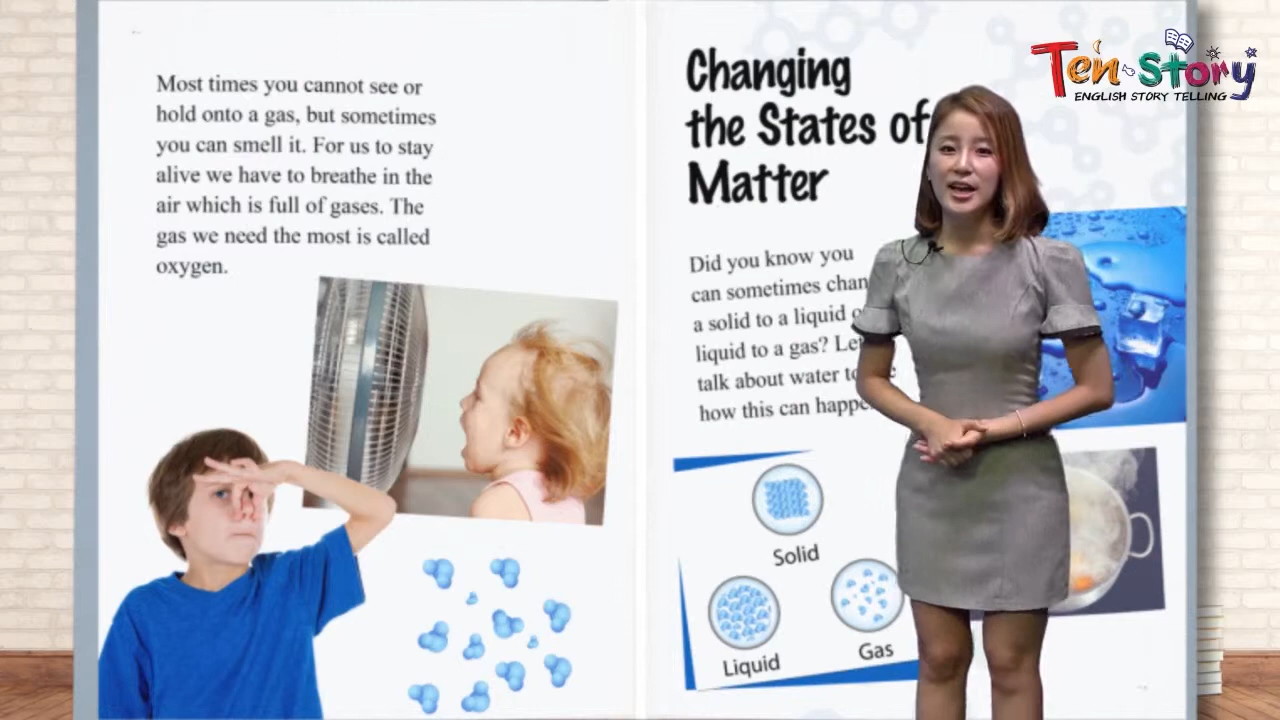 Most times you cannot see or
hold onto a gas, but sometimes
you can smell it. For us to stay
alive we have to breathe in the
air which is full of gases. The
gas we need the most is called
oxygen.
Changing
the States of
Matter
Did you know you
can sometimes
a solid to a liquid
liquid to a gas?
talk about water
how this can
Solid
Liquid
Gas
Ten Story
ENGLISH STORY TELLING